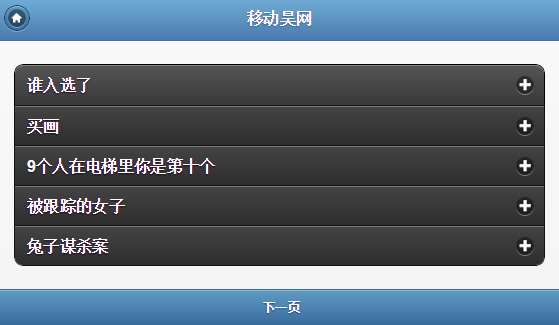 移动昊网
谁入选了
买画
9个人在电梯里你是第十个
被跟踪的女子
兔子谋杀案
下一页